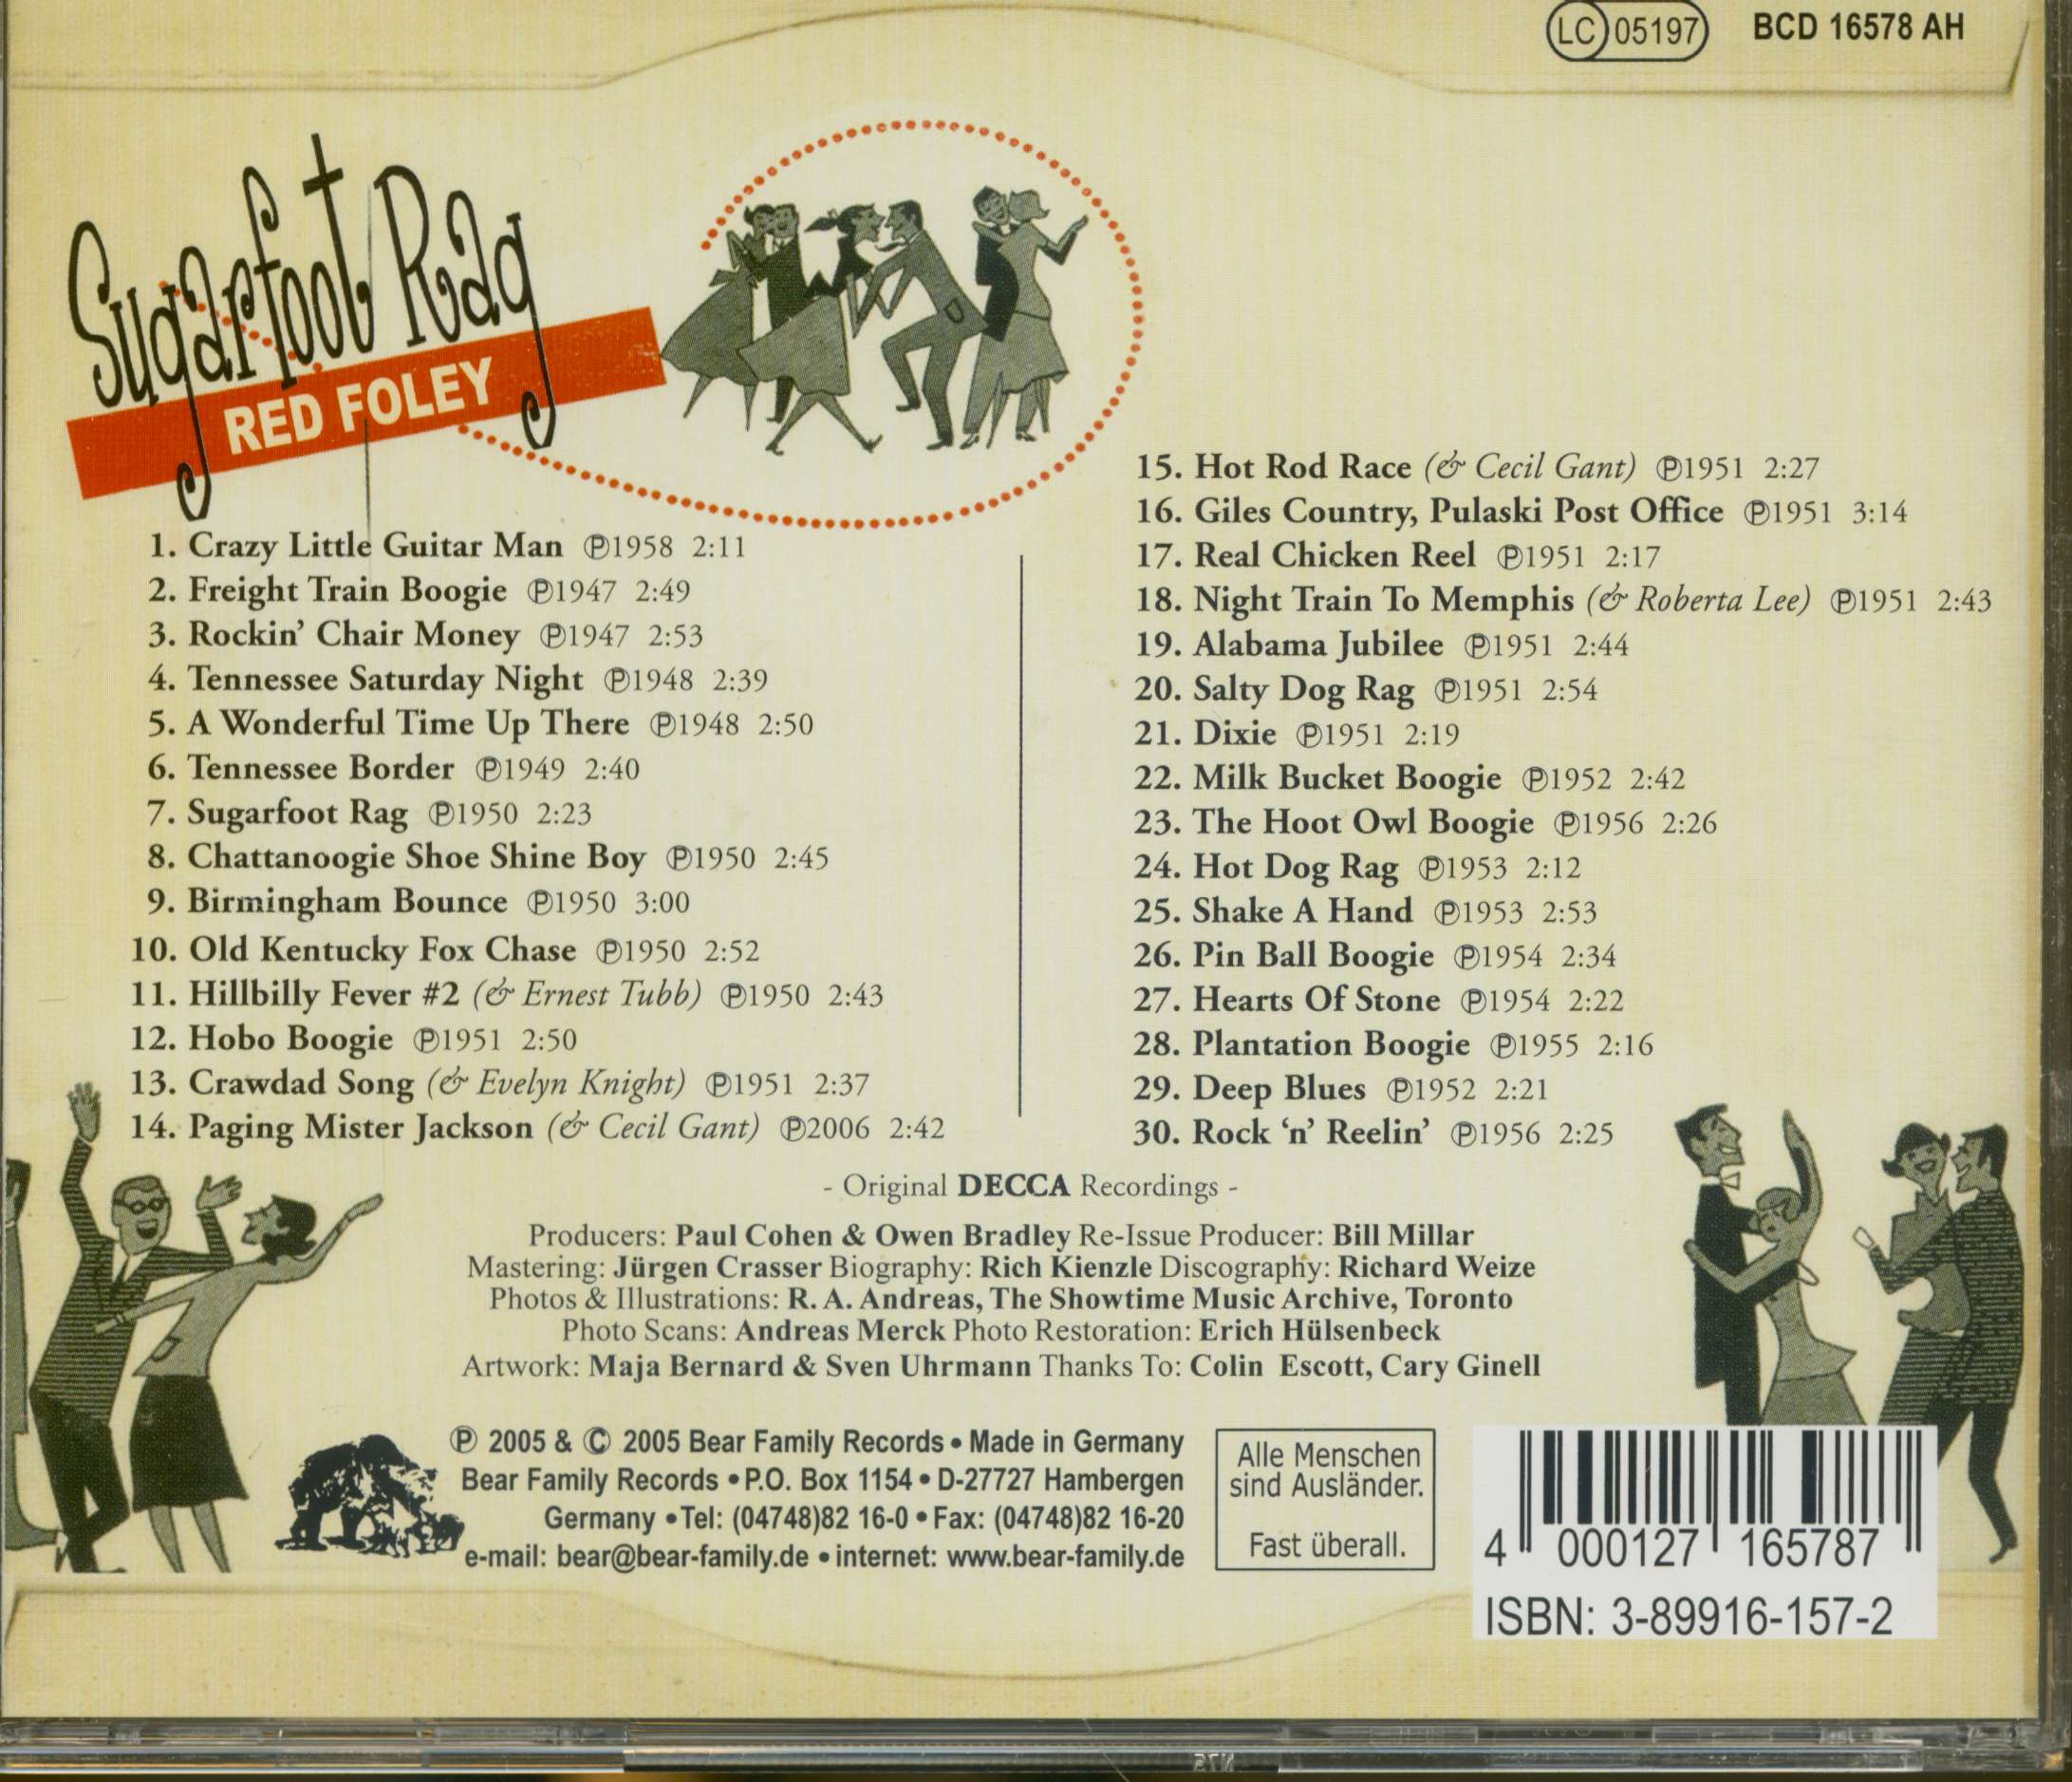 LC 05197 BCD 16578 AH
Sugarfoot Rag
RED FOLEY
1. Crazy Little Guitar Man ℗1958 2:11
2. Freight Train Boogie ℗1947 2:49
3. Rockin' Chair Money ℗1947 2:53
4. Tennessee Saturday Night ℗1948 2:39
5. A Wonderful Time Up There ℗1948 2:50
6. Tennessee Border ℗1949 2:40
7. Sugarfoot Rag ℗1950 2:23
8. Chattanoogie Shoe Shine Boy ℗1950 2:45
9. Birmingham Bounce ℗1950 3:00
10. Old Kentucky Fox Chase ℗1950 2:52
11. Hillbilly Fever #2 (& Ernest Tubb) ℗1950 2:43
12. Hobo Boogie ℗1951 2:50
13. Crawdad Song (& Evelyn Knight) ℗1951 2:37
14. Paging Mister Jackson (& Cecil Gant) ℗2006 2:42
15. Hot Rod Race (& Cecil Gant) ℗1951 2:27
16. Giles Country, Pulaski Post Office ℗1951 3:14
17. Real Chicken Reel ℗1951 2:17
18. Night Train To Memphis (& Roberta Lee) ℗1951 2:43
19. Alabama Jubilee ℗1951 2:44
20. Salty Dog Rag ℗1951 2:54
21. Dixie ℗1951 2:19
22. Milk Bucket Boogie ℗1952 2:42
23. The Hoot Owl Boogie ℗1956 2:26
24. Hot Dog Rag ℗1953 2:12
25. Shake A Hand ℗1953 2:53
26. Pin Ball Boogie ℗1954 2:34
27. Hearts Of Stone ℗1954 2:22
28. Plantation Boogie ℗1955 2:16
29. Deep Blues ℗1952 2:21
30. Rock 'n' Reelin' ℗1956 2:25
- Original DECCA Recordings -
Producers: Paul Cohen & Owen Bradley Re-Issue Producer: Bill Millar
Mastering: Jürgen Crasser Biography: Rich Kienzle Discography: Richard Weize
Photos & Illustrations: R. A. Andreas, The Showtime Music Archive, Toronto
Photo Scans: Andreas Merck Photo Restoration: Erich Hülsenbeck
Artwork: Maja Bernard & Sven Uhrmann Thanks To: Colin Escott, Cary Ginell
℗ 2005 & © 2005 Bear Family Records • Made in Germany
Bear Family Records • P.O. Box 1154 • D-27727 Hambergen
Germany • Tel: (04748)82 16-0 • Fax: (04748)82 16-20
e-mail: bear@bear-family.de • internet: www.bear-family.de
Alle Menschen
sind Ausländer.
Fast überall.
4 000127 165787
ISBN: 3-89916-157-2